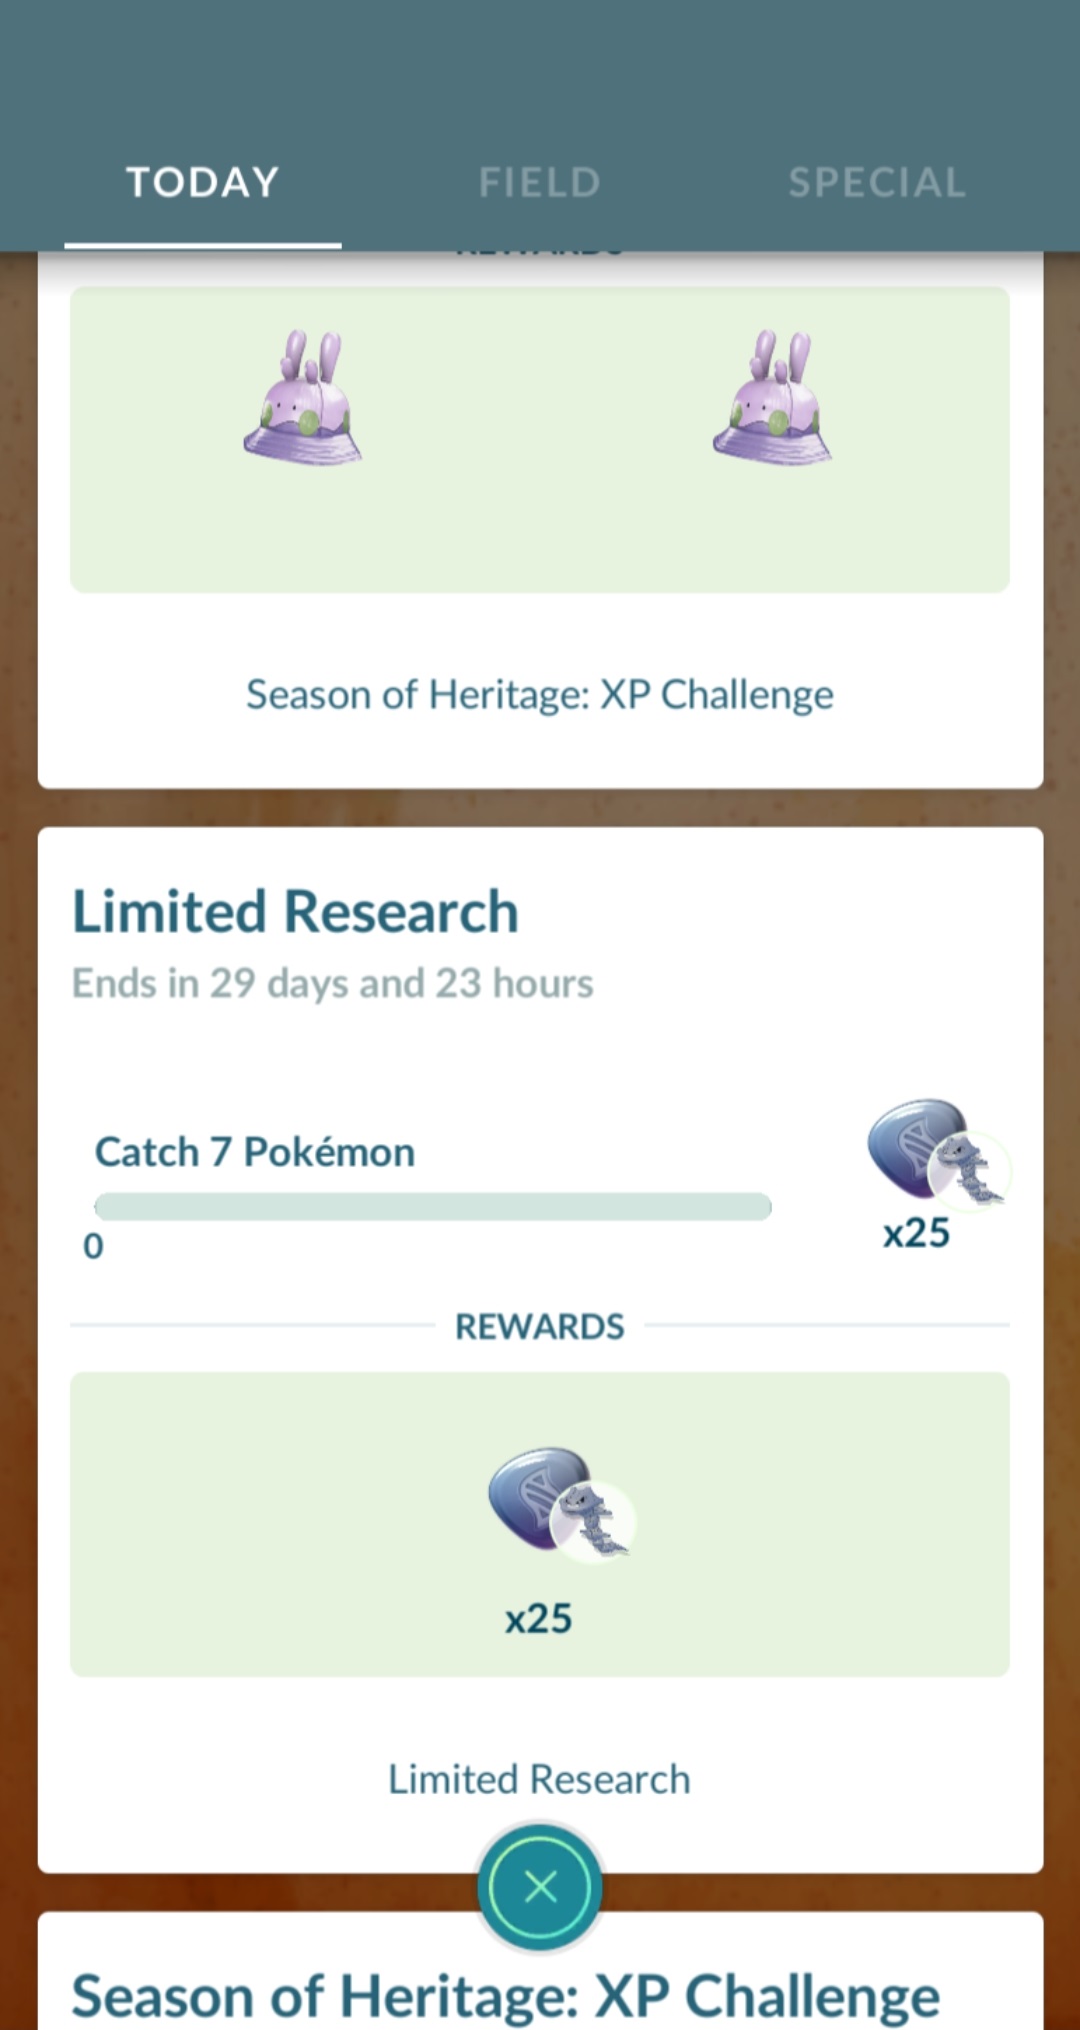 TODAY
FIELD
SPECIAL
REWARDS
Season of Heritage: XP Challenge
Limited Research
Ends in 29 days and 23 hours
Catch 7 Pokémon
0
x25
REWARDS
x25
Limited Research
Season of Heritage: XP Challenge